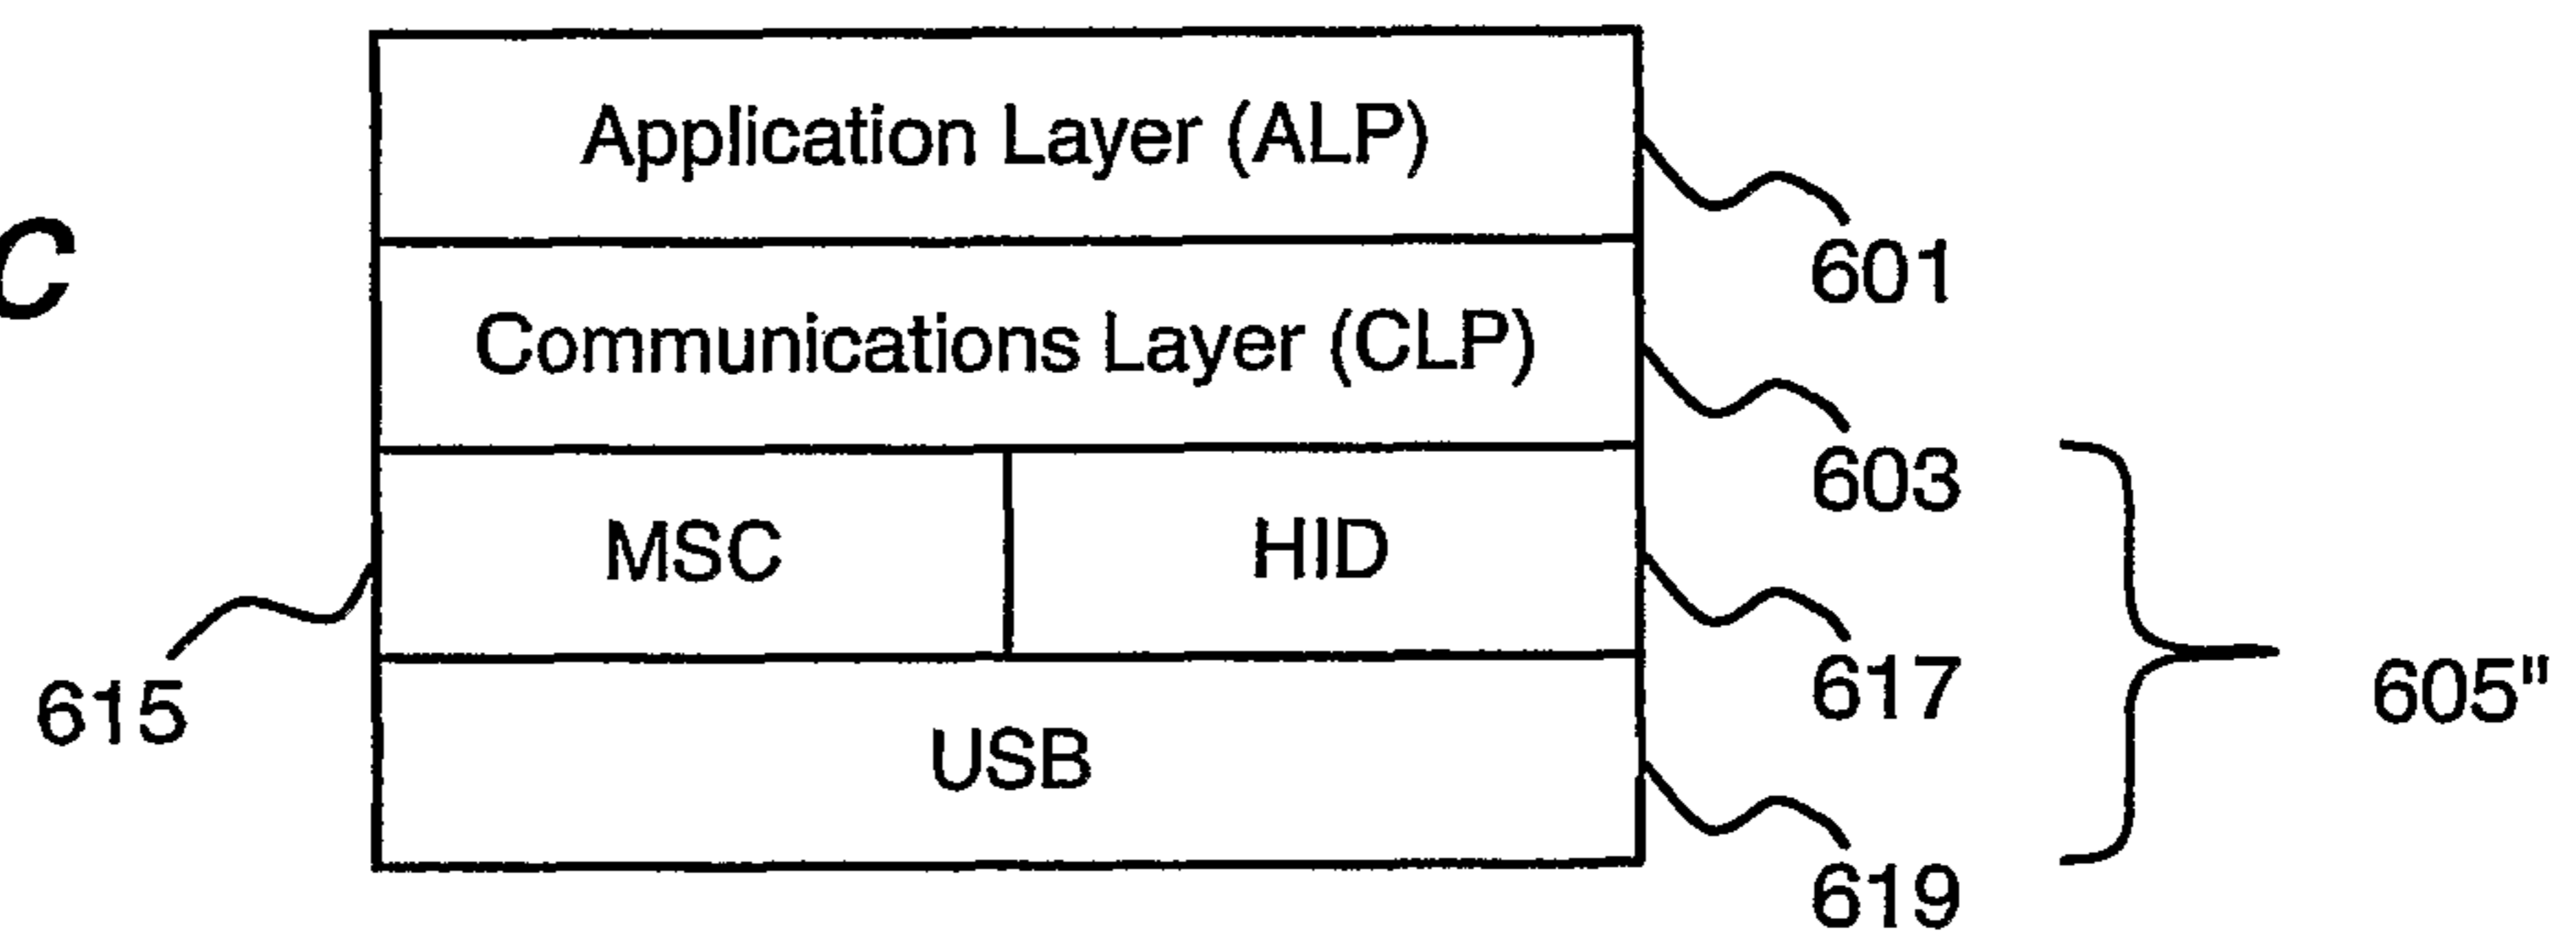 Application Layer (ALP)
601
C
Communications Layer (CLP)
603
MSC
HID
617
615
605"
USB
619